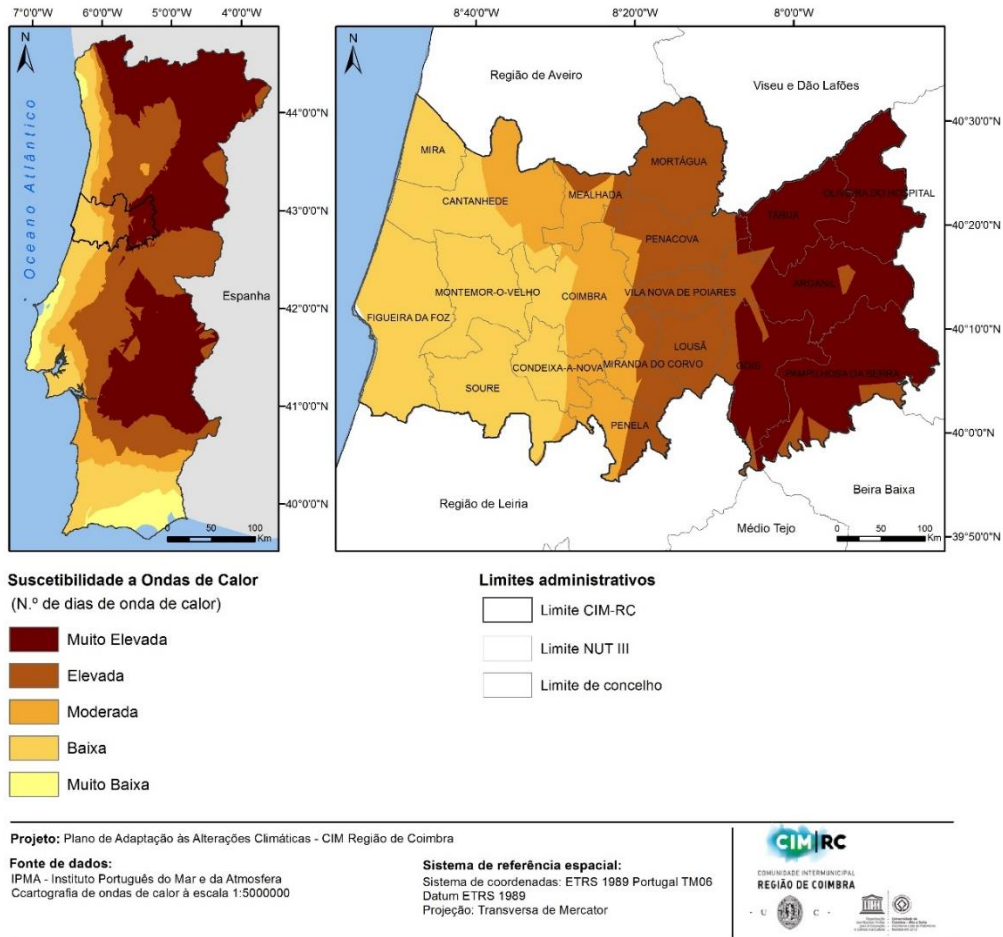 7°0'0"O 6°0'0"O 5°0'0"O 4°0'0"O
8°40'0"O 8°20'0"O 8°0'0"O
N
Oceano Atlântico
Espanha
44°0'0"N
43°0'0"N
42°0'0"N
41°0'0"N
40°0'0"N
0 50 100
Km
N
Região de Aveiro
Viseu e Dão Lafões
MIRA
CANTANHEDE
MEALHADA
MORTÁGUA
OLIVEIRA DO HOSPITAL
TÁBUA
PENACOVA
MONTEMOR-O-VELHO
COIMBRA
VILA NOVA DE POIARES
ARGANIL
FIGUEIRA DA FOZ
LOUSÃ
CONDEIXA-A-NOVA
MIRANDA DO CORVO
GÓIS
PAMPILHOSA DA SERRA
SOURE
PENELA
Região de Leiria
Beira Baixa
Médio Tejo
40°30'0"N
40°20'0"N
40°10'0"N
40°0'0"N
39°50'0"N
0 50 100
Km
Suscetibilidade a Ondas de Calor
(N.º de dias de onda de calor)
Muito Elevada
Elevada
Moderada
Baixa
Muito Baixa
Limites administrativos
Limite CIM-RC
Limite NUT III
Limite de concelho
Projeto: Plano de Adaptação às Alterações Climáticas - CIM Região de Coimbra
Fonte de dados:
IPMA - Instituto Português do Mar e da Atmosfera
Ccartografia de ondas de calor à escala 1:5000000
Sistema de referência espacial:
Sistema de coordenadas: ETRS 1989 Portugal TM06
Datum ETRS 1989
Projeção: Transversa de Mercator
CIM|RC
COMUNIDADE INTERMUNICIPAL
REGIÃO DE COIMBRA
· U C ·